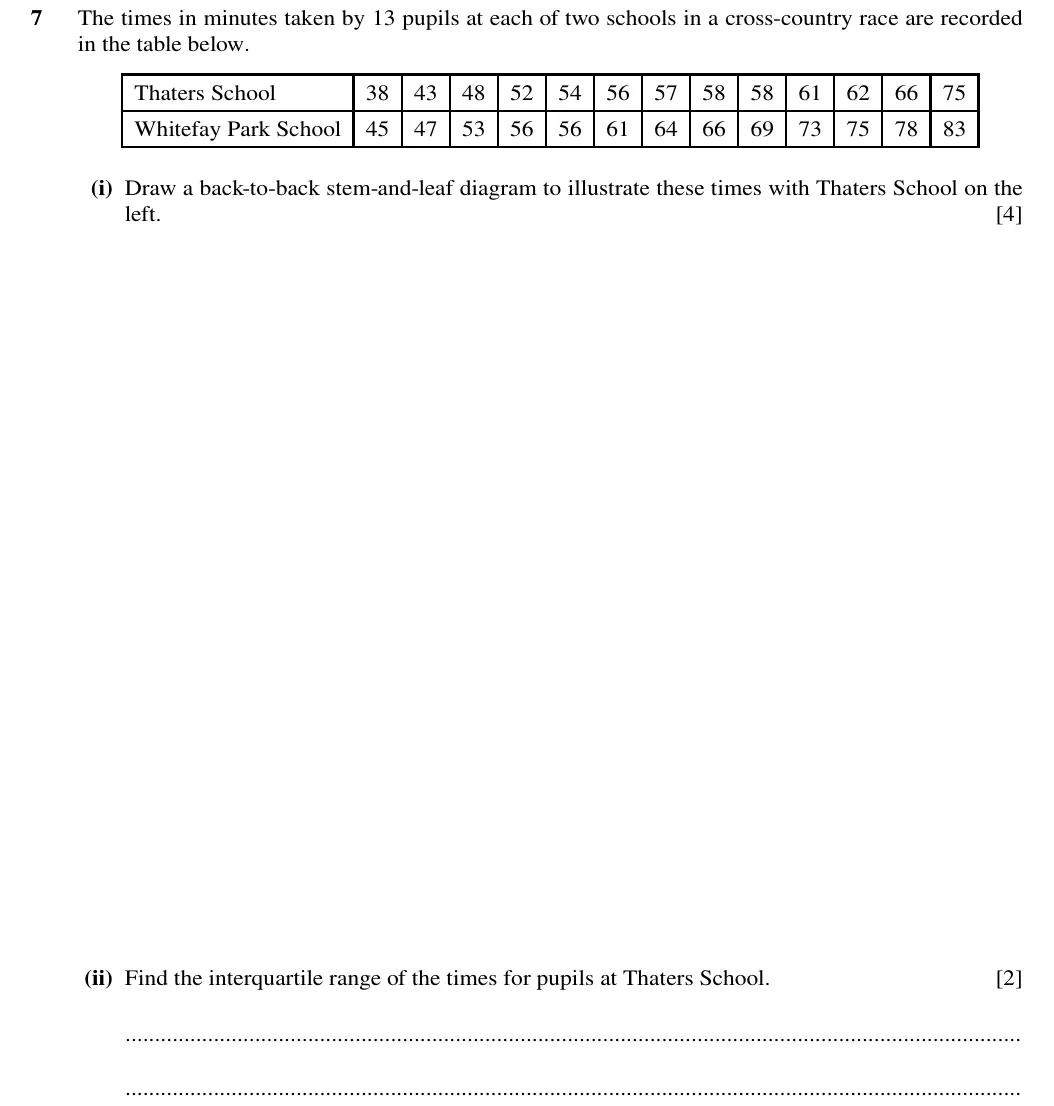 7 The times in minutes taken by 13 pupils at each of two schools in a cross-country race are recorded
in the table below.
Thaters School 38 43 48 52 54 56 57 58 58 61 62 66 75
Whitefay Park School 45 47 53 56 56 61 64 66 69 73 75 78 83
(i) Draw a back-to-back stem-and-leaf diagram to illustrate these times with Thaters School on the
left. [4]
(ii) Find the interquartile range of the times for pupils at Thaters School. [2]